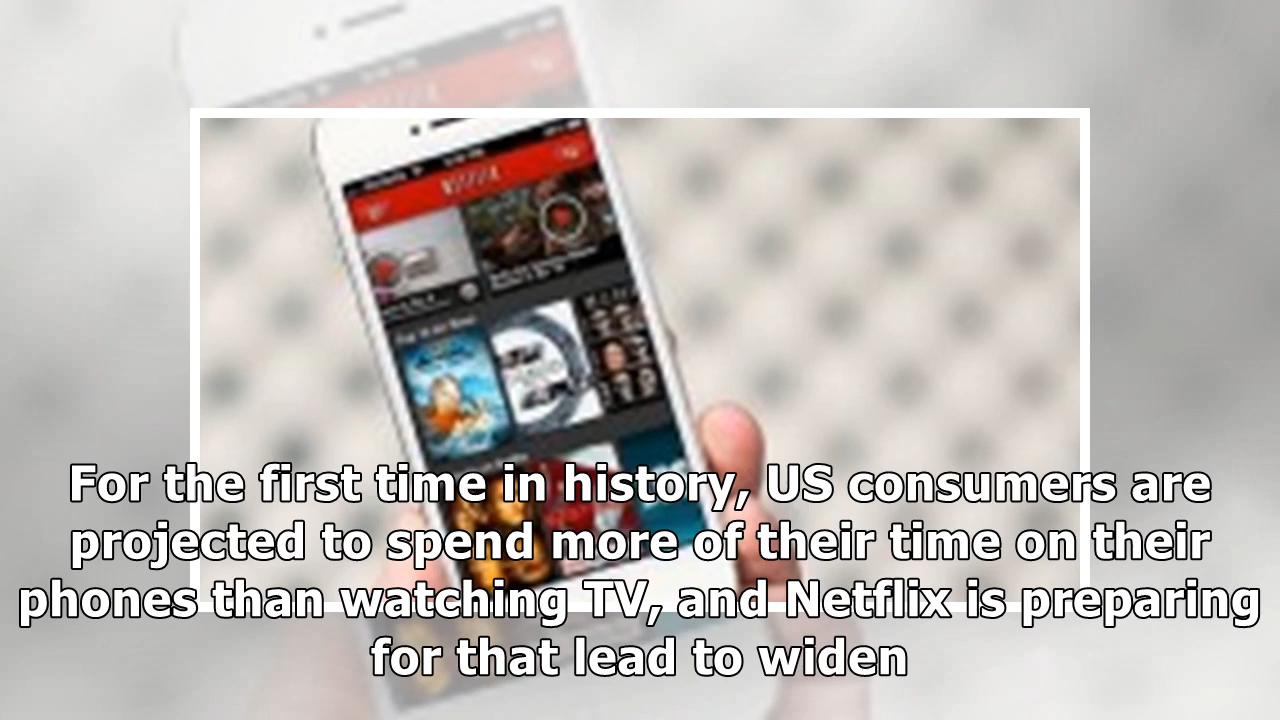 For the first time in history, US consumers are
projected to spend more of their time on their
phones than watching TV, and Netflix is preparing
for that lead to widen